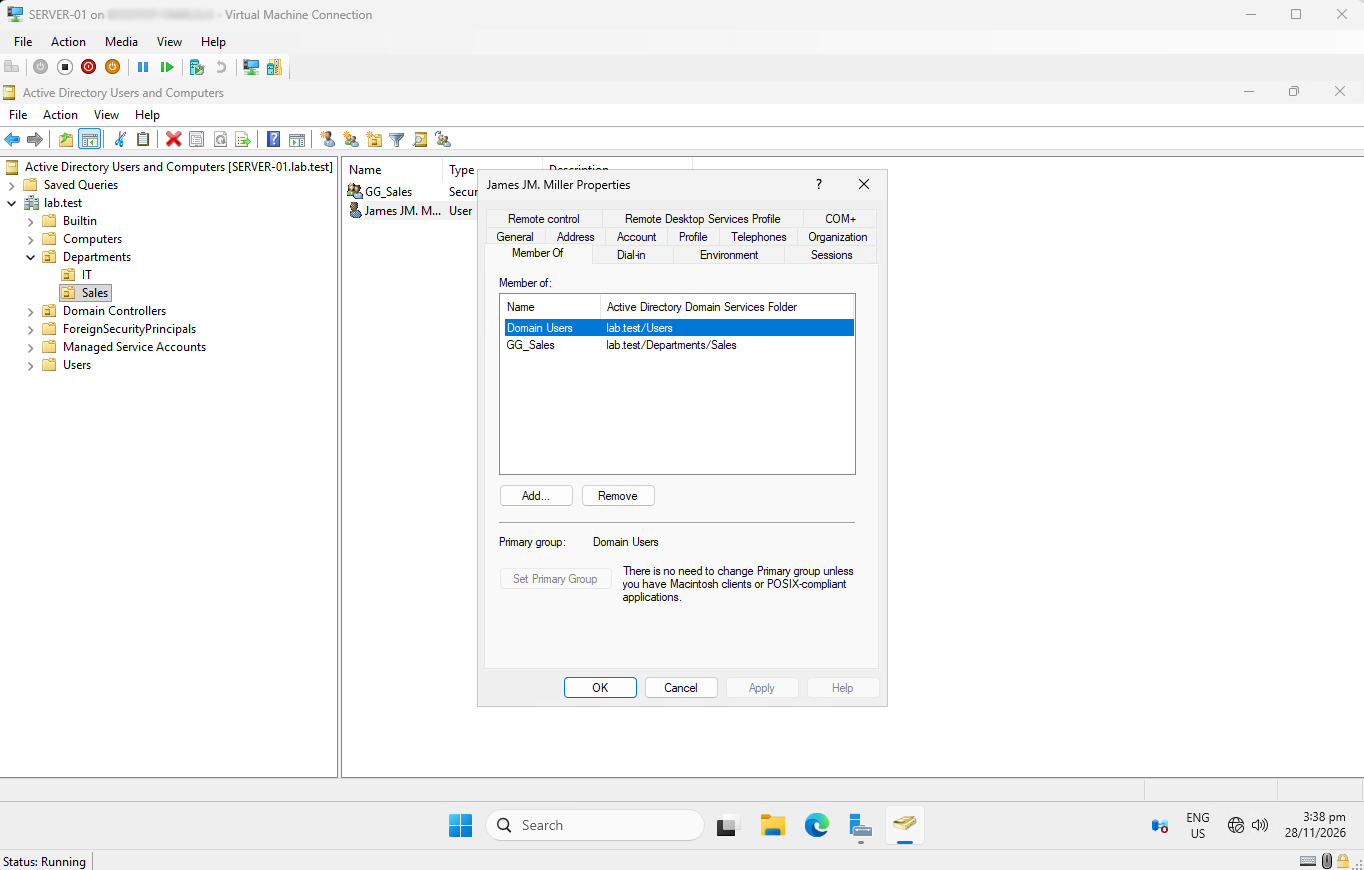 SERVER-01 on - Virtual Machine Connection
File Action Media View Help
Active Directory Users and Computers
File Action View Help
Active Directory Users and Computers [SERVER-01.lab.test]
Saved Queries
lab.test
Builtin
Computers
Departments
IT
Sales
Domain Controllers
ForeignSecurityPrincipals
Managed Service Accounts
Users
Name Type Description
GG_Sales Secur
James JM. M... User
James JM. Miller Properties ?
Remote control Remote Desktop Services Profile COM+
General Address Account Profile Telephones Organization
Member Of Dial-in Environment Sessions
Member of:
Name Active Directory Domain Services Folder
Domain Users lab.test/Users
GG_Sales lab.test/Departments/Sales
Add... Remove
Primary group: Domain Users
Set Primary Group
There is no need to change Primary group unless
you have Macintosh clients or POSIX-compliant
applications.
OK Cancel Apply Help
Search
ENG
US
3:38 pm
28/11/2026
Status: Running